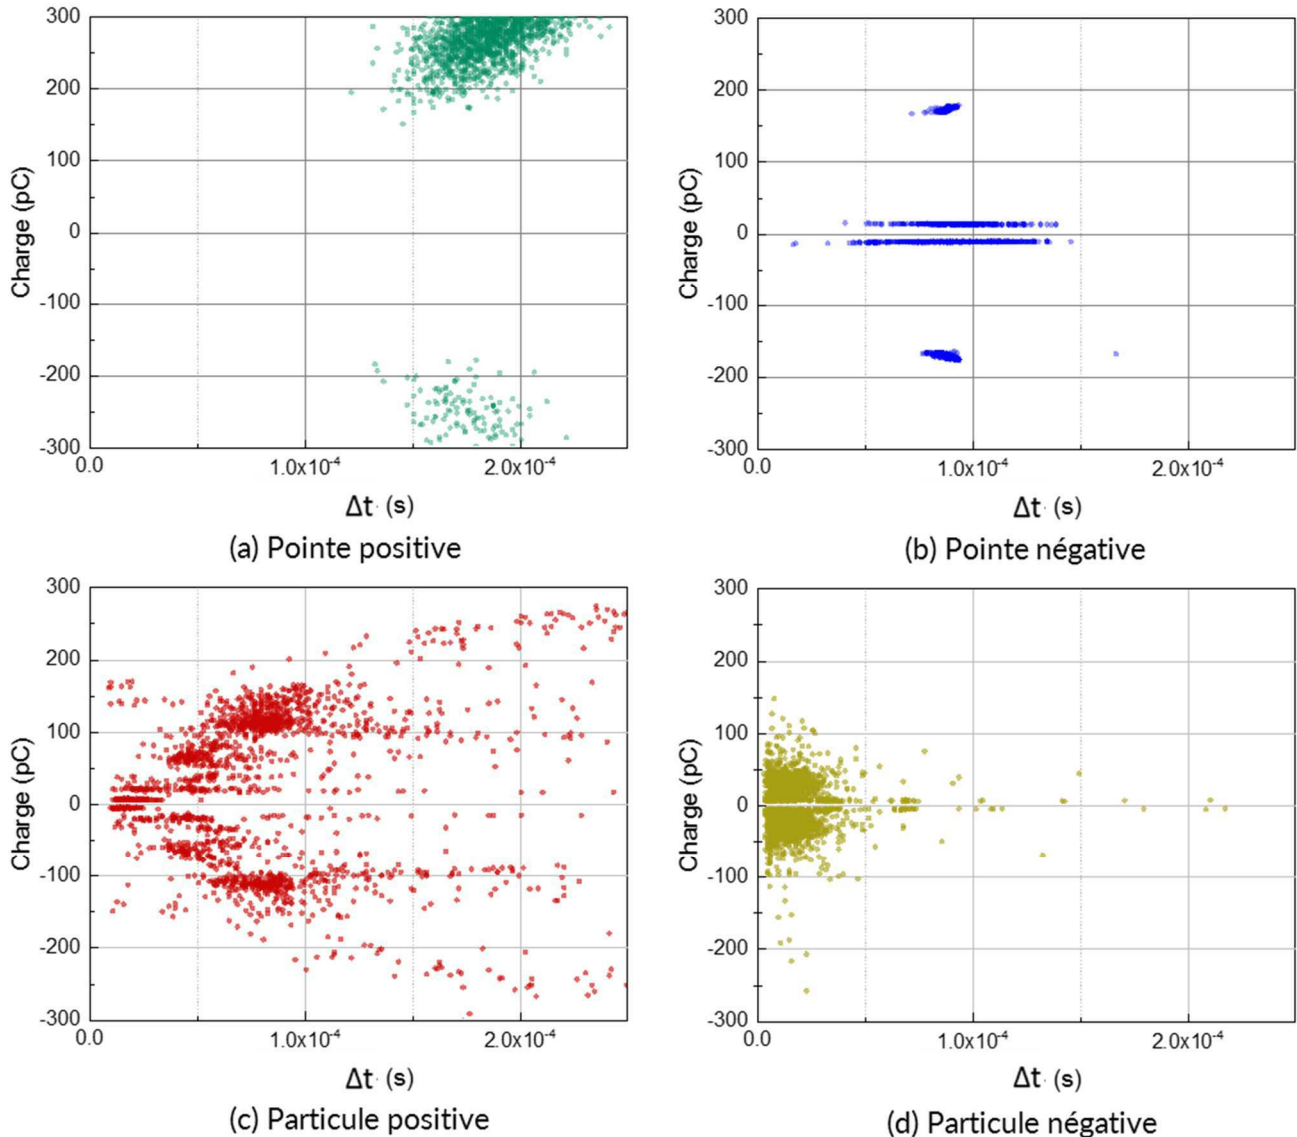 300
200
100
0
-100
-200
-300
Charge (pC)
0.0
1.0x10⁻⁴
2.0x10⁻⁴
Δt (s)
(a) Pointe positive
300
200
100
0
-100
-200
-300
Charge (pC)
0.0
1.0x10⁻⁴
2.0x10⁻⁴
Δt (s)
(b) Pointe négative
300
200
100
0
-100
-200
-300
Charge (pC)
0.0
1.0x10⁻⁴
2.0x10⁻⁴
Δt (s)
(c) Particule positive
300
200
100
0
-100
-200
-300
Charge (pC)
0.0
1.0x10⁻⁴
2.0x10⁻⁴
Δt (s)
(d) Particule négative